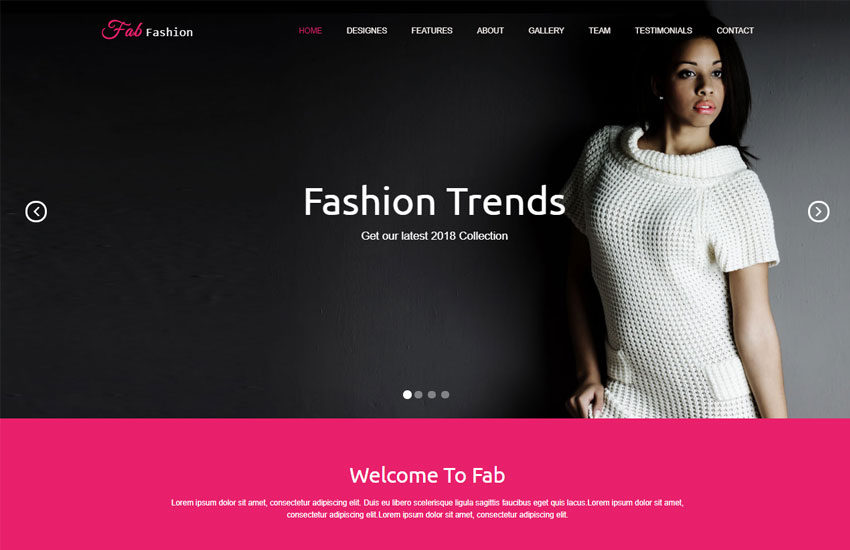 Fab Fashion
HOME DESIGNES FEATURES ABOUT GALLERY TEAM TESTIMONIALS CONTACT
Fashion Trends
Get our latest 2018 Collection
Welcome To Fab
Lorem ipsum dolor sit amet, consectetur adipiscing elit. Duis eu libero scelerisque ligula sagittis faucibus eget quis lacus.Lorem ipsum dolor sit amet,
consectetur adipiscing elit.Lorem ipsum dolor sit amet, consectetur adipiscing elit.